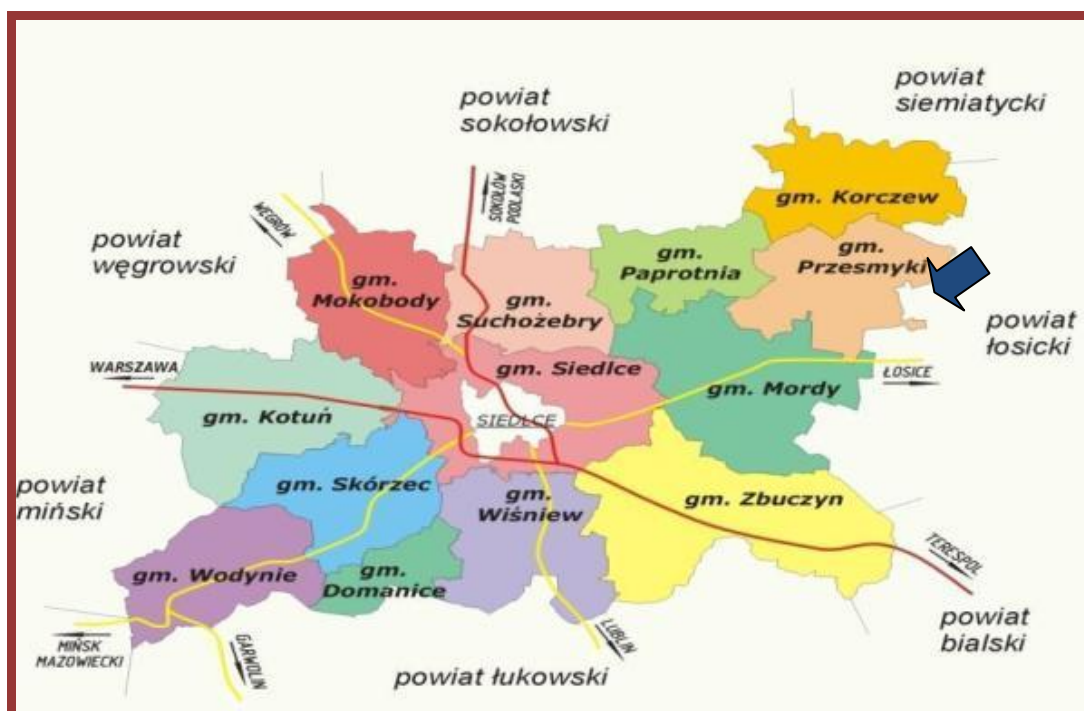 powiat
siemiatycki
powiat
sokołowski
SOKOŁÓW
PODLASKI
gm. Korczew
WĘGRÓW
powiat
węgrowski
gm.
Przesmyki
gm.
Paprotnia
gm.
Mokobody
gm.
Suchożebry
powiat
łosicki
WARSZAWA
gm. Siedlce
ŁOSICE
gm. Mordy
gm. Kotuń
SIEDLCE
powiat
miński
gm. Skórzec
gm.
Wiśniew
gm. Zbuczyn
TERESPOL
gm. Wodynie
gm.
Domanice
powiat
bialski
MIŃSK
MAZOWIECKI
GARWOLIN
LUBLIN
powiat łukowski